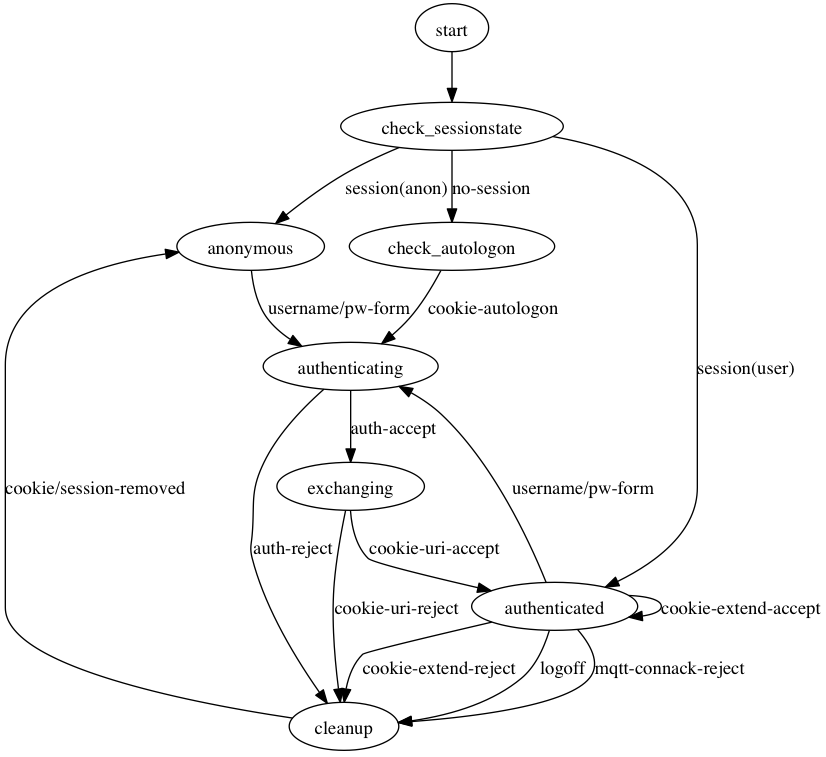 start
check_sessionstate
session(anon)
no-session
anonymous
check_autologon
username/pw-form
cookie-autologon
authenticating
session(user)
auth-accept
cookie/session-removed
exchanging
username/pw-form
auth-reject
cookie-uri-accept
cookie-uri-reject
authenticated
cookie-extend-accept
cookie-extend-reject
logoff
mqtt-connack-reject
cleanup